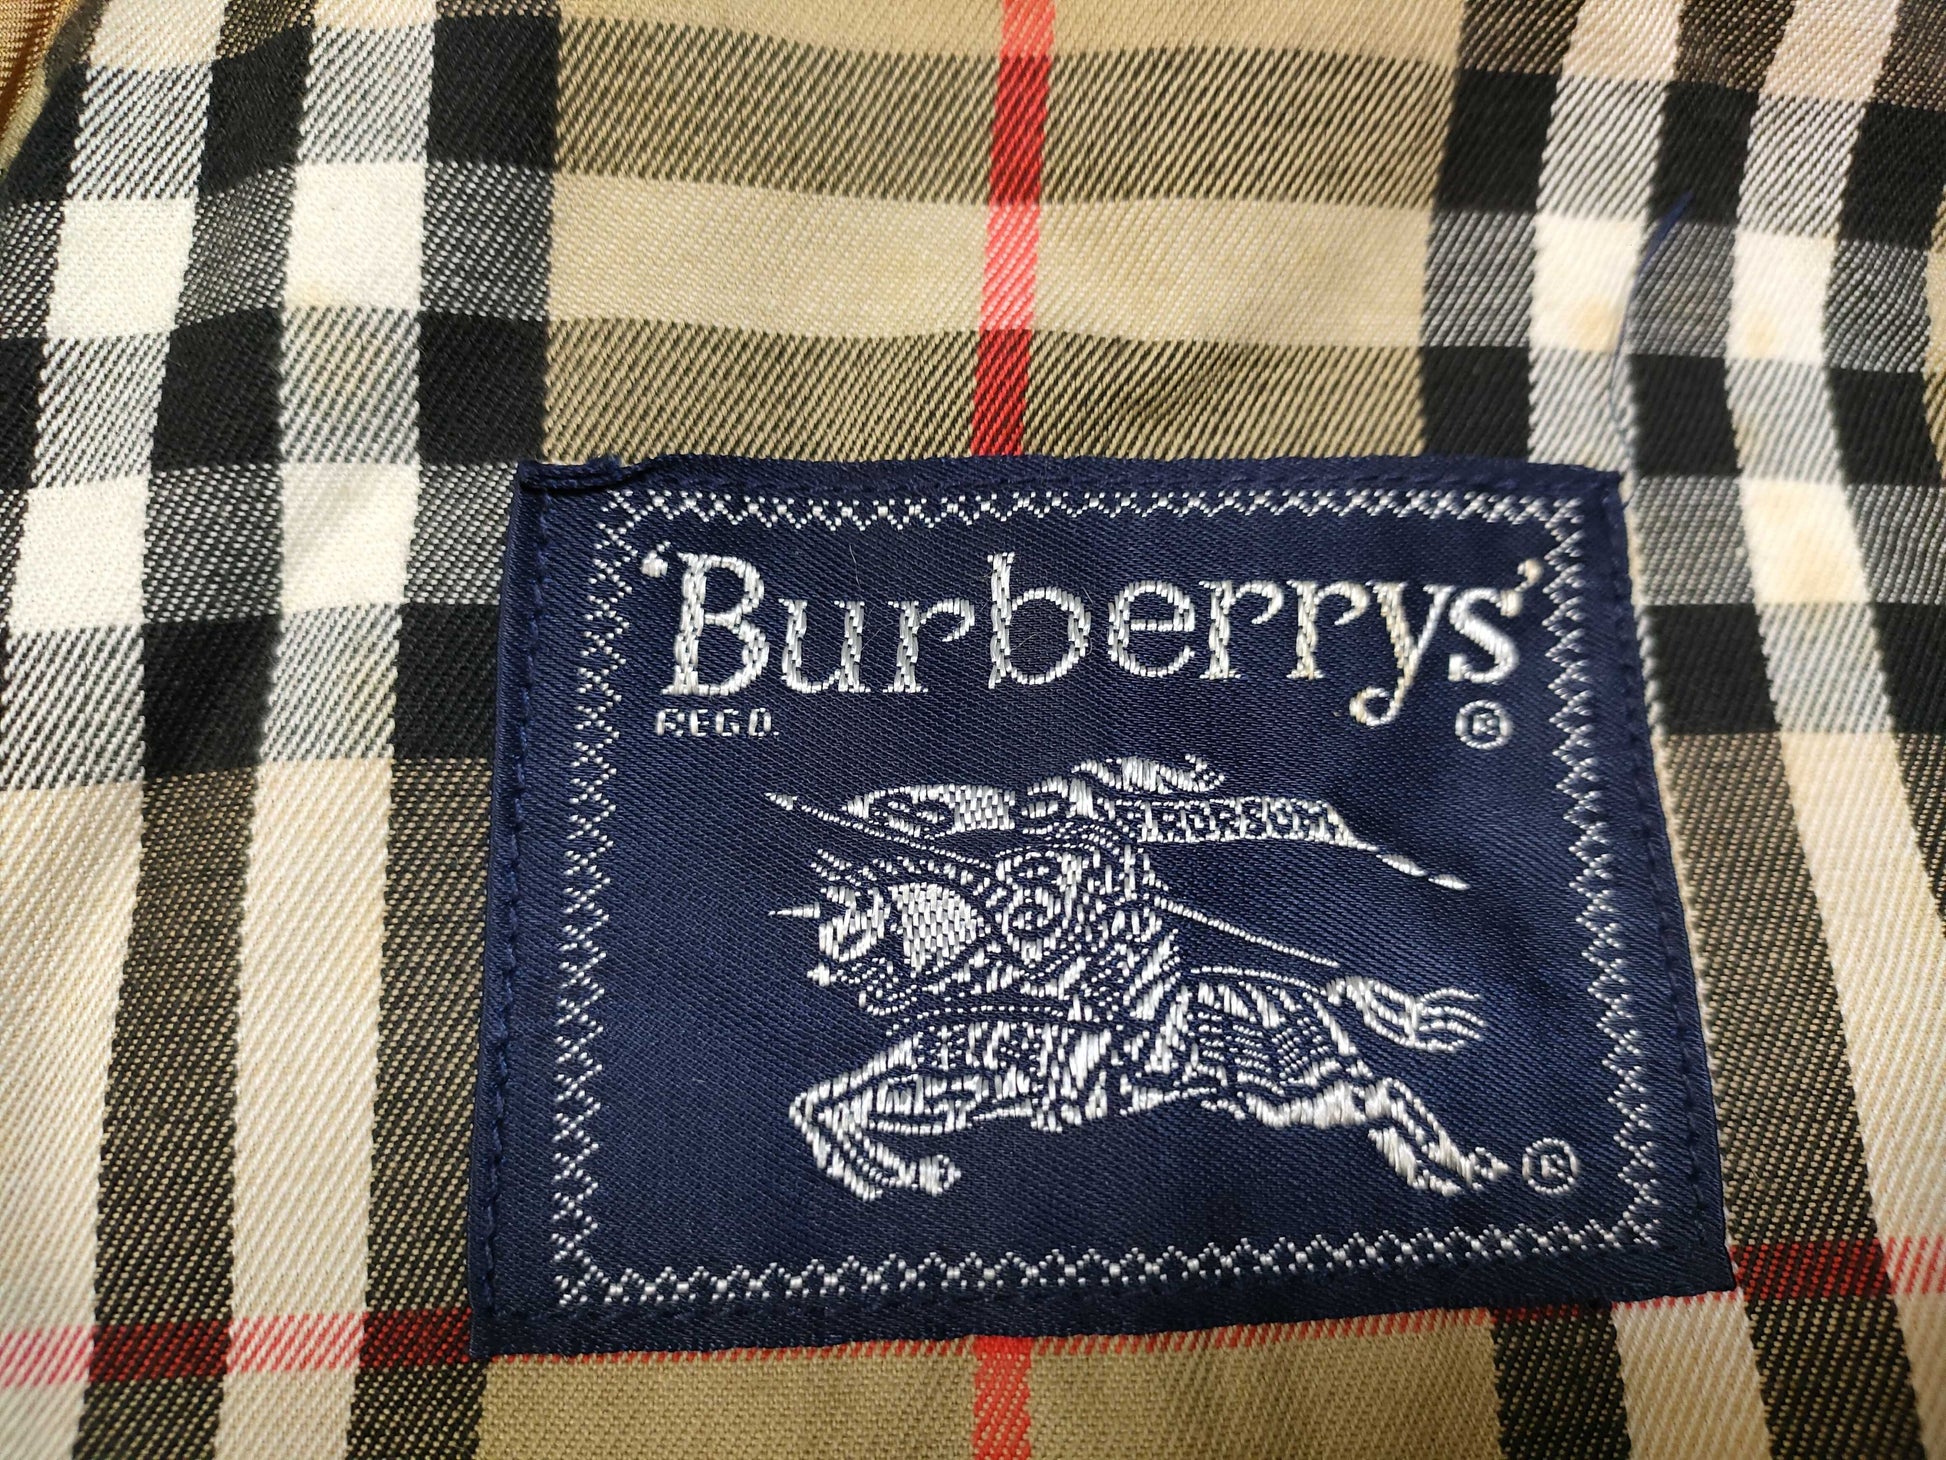 'Burberrys'
REGD. ®
PRORSUM
®